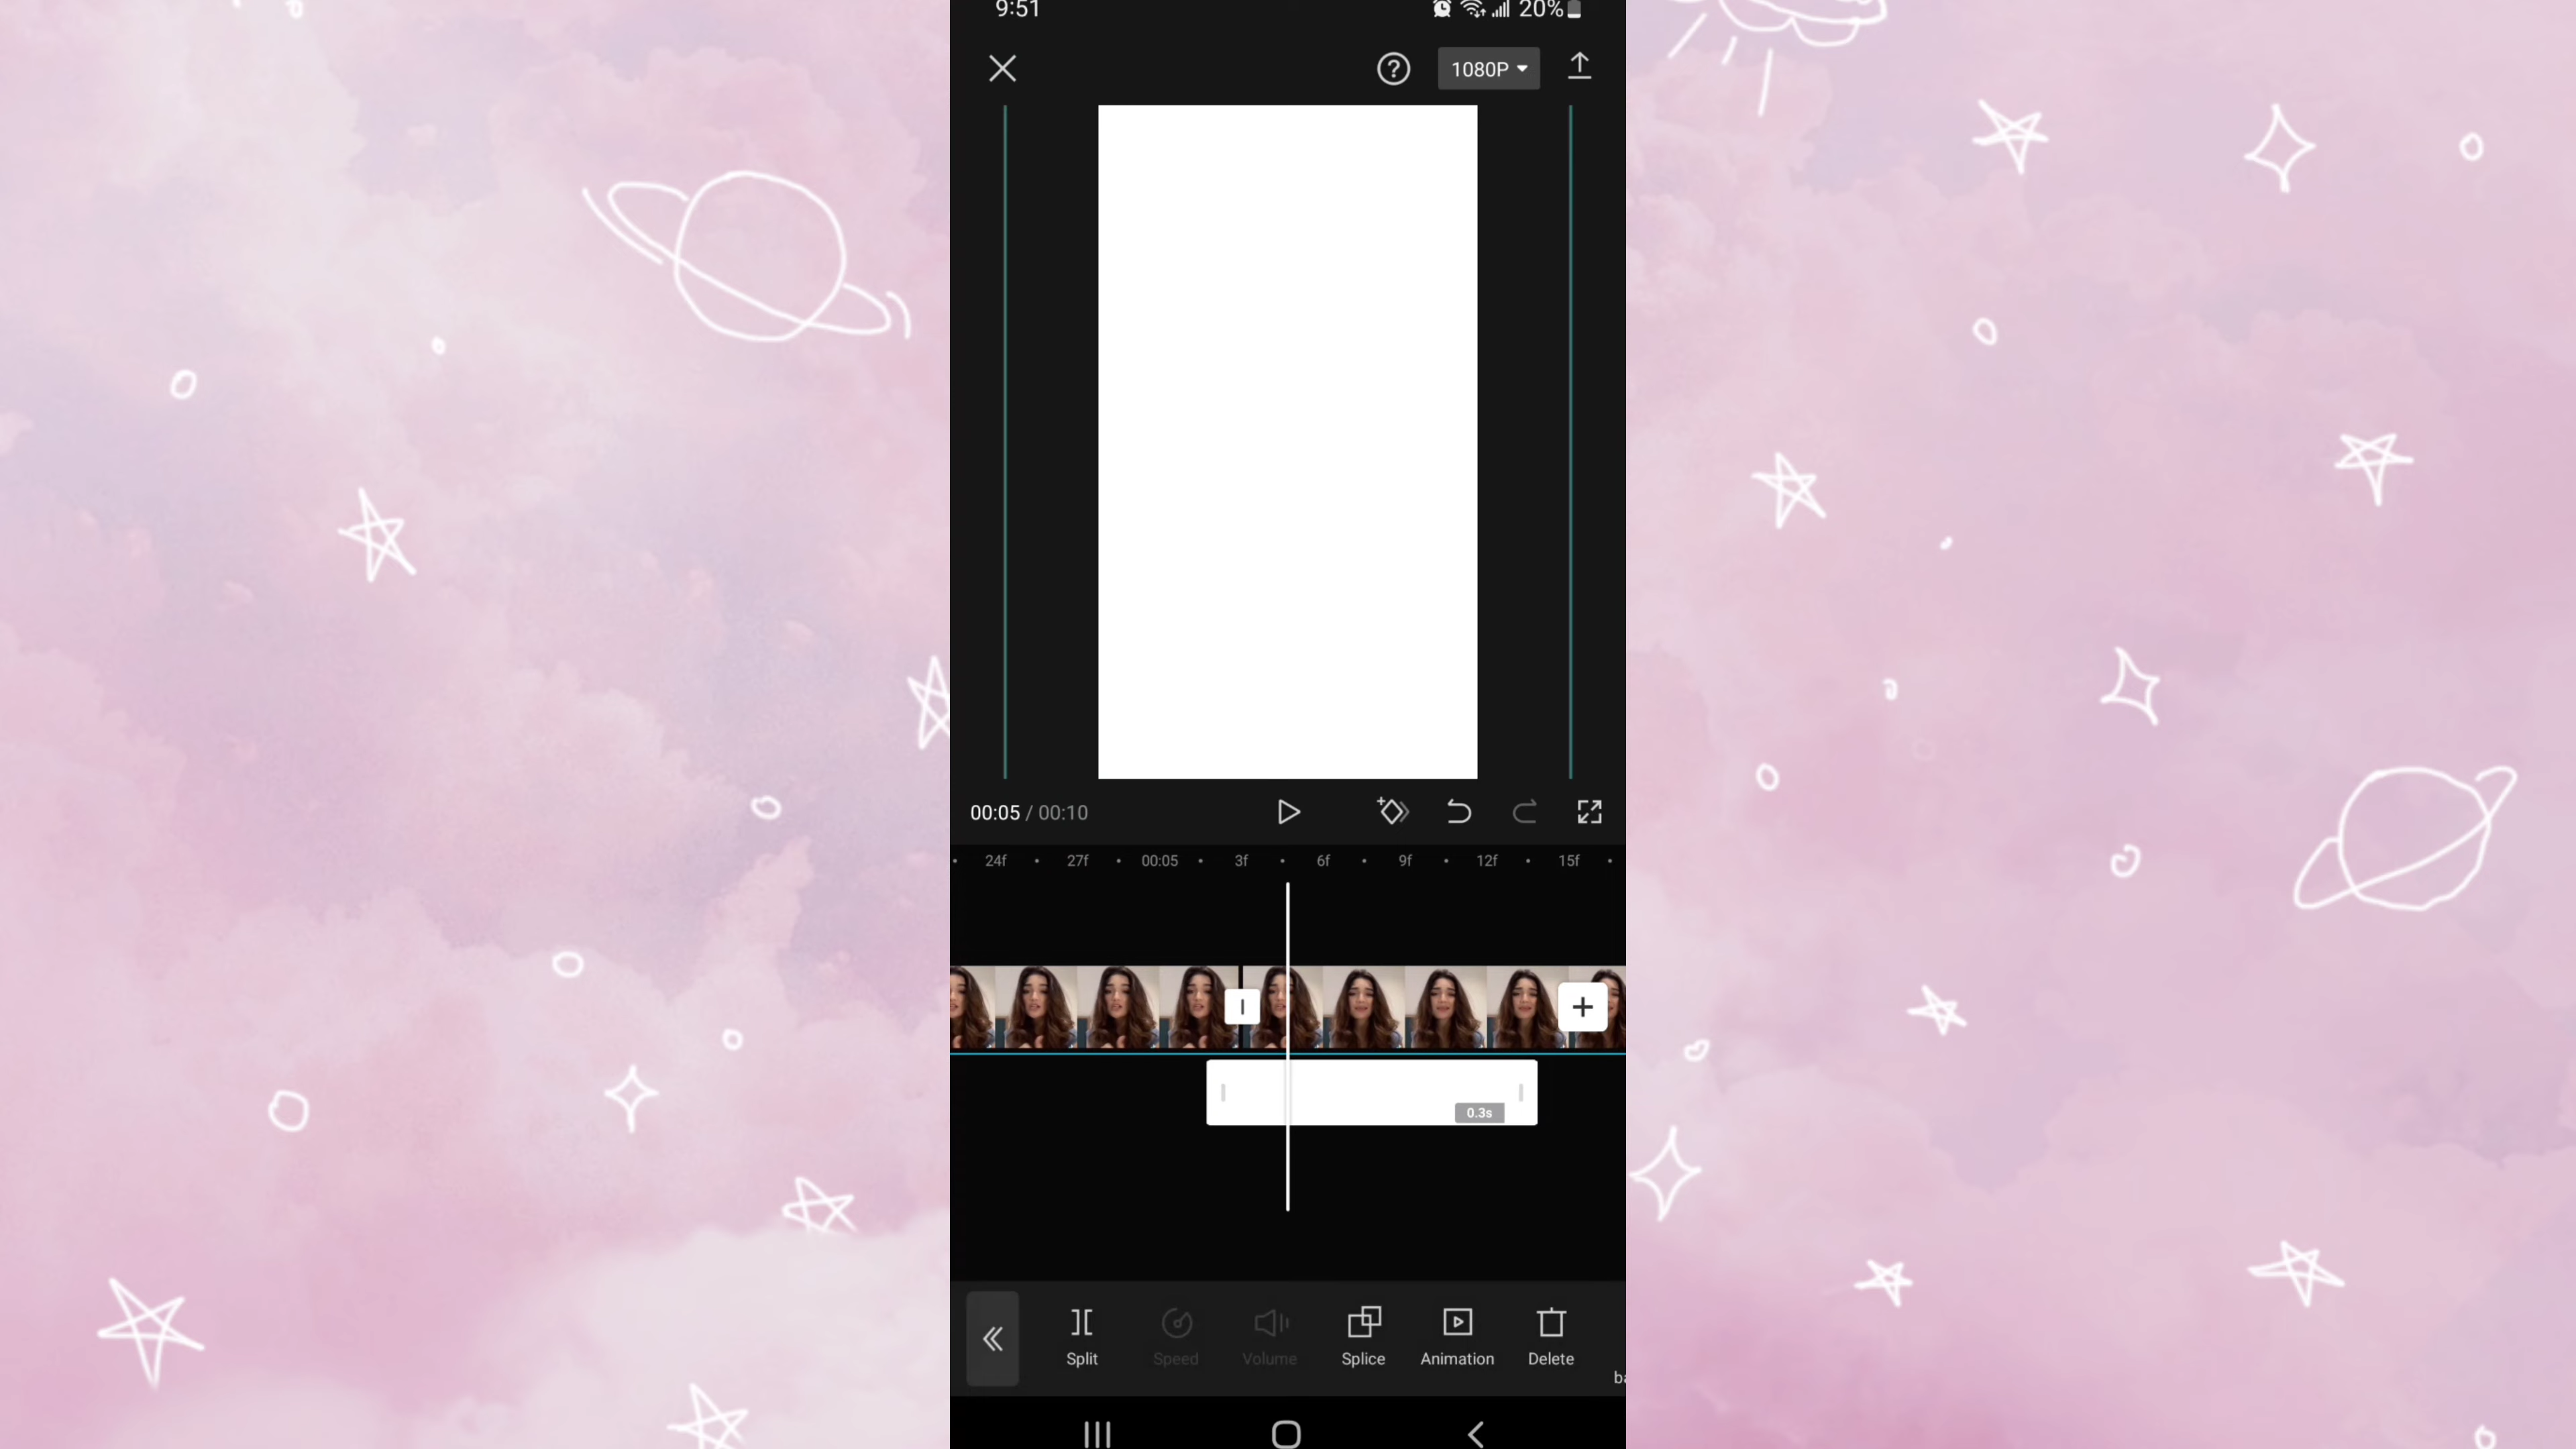 9:51
20%
1080P
00:05 / 00:10
24f 27f 00:05 3f 6f 9f 12f 15f
0.3s
Split Speed Volume Splice Animation Delete